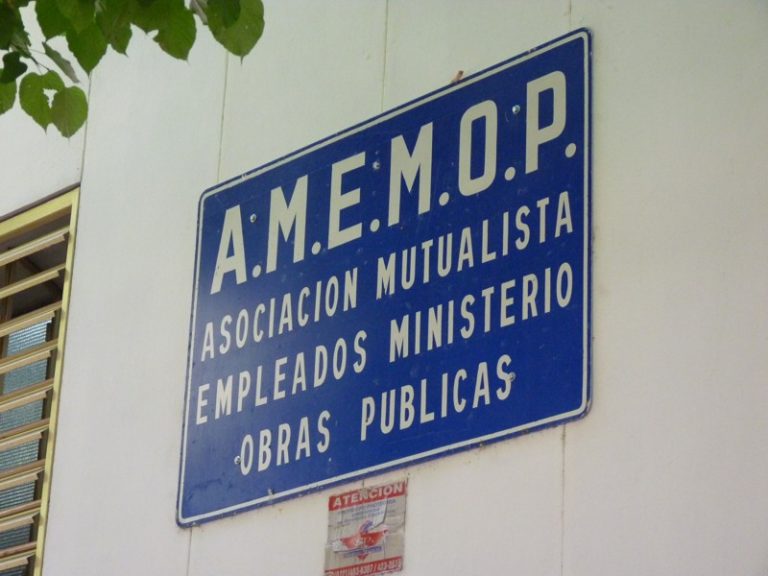 A.M.E.M.O.P.
ASOCIACION MUTUALISTA
EMPLEADOS MINISTERIO
OBRAS PUBLICAS
ATENCION